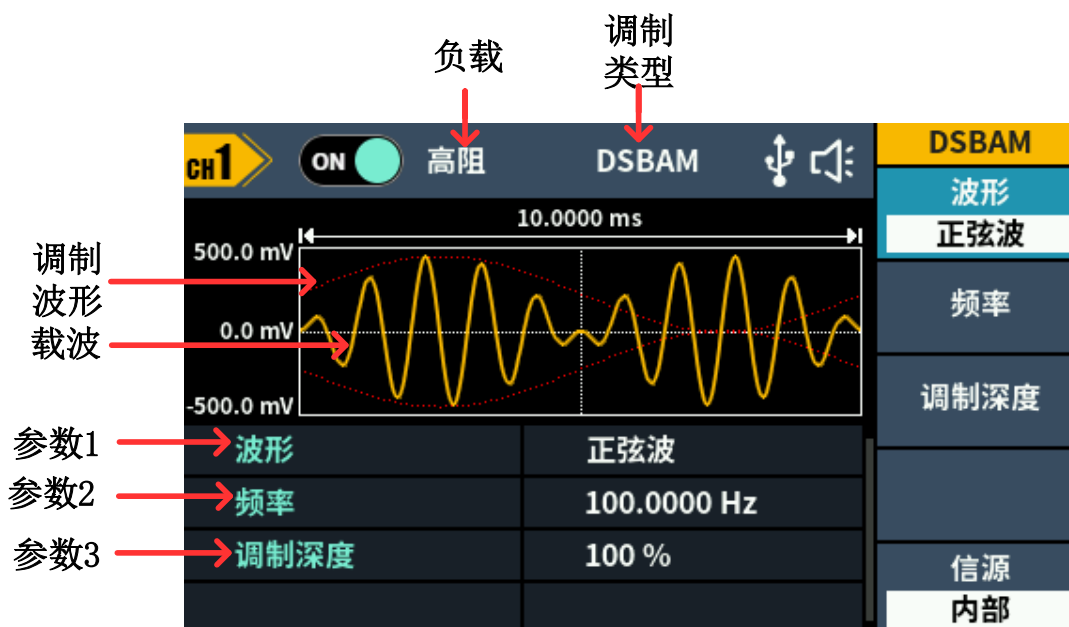 负载
调制
类型
CH1
ON
高阻
DSBAM
DSBAM
波形
正弦波
频率
调制深度
信源
内部
10.0000 ms
500.0 mV
0.0 mV
-500.0 mV
调制
波形
载波
参数1
波形
正弦波
参数2
频率
100.0000 Hz
参数3
调制深度
100 %